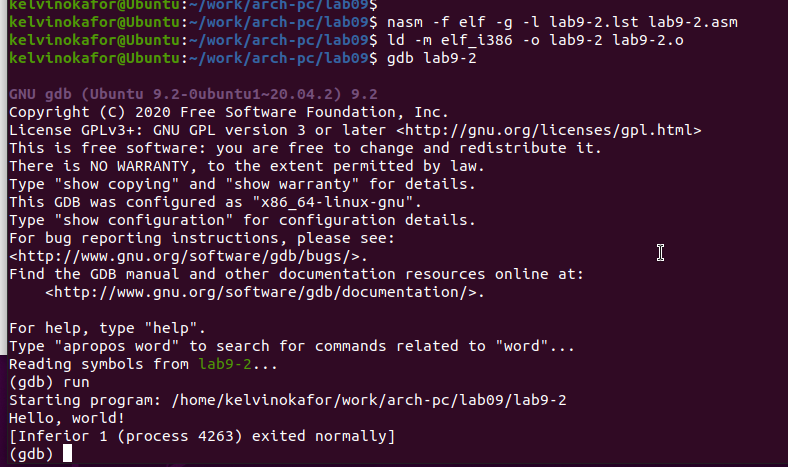 kelvinokafor@Ubuntu:~/work/arch-pc/lab09$
kelvinokafor@Ubuntu:~/work/arch-pc/lab09$ nasm -f elf -g -l lab9-2.lst lab9-2.asm
kelvinokafor@Ubuntu:~/work/arch-pc/lab09$ ld -m elf_i386 -o lab9-2 lab9-2.o
kelvinokafor@Ubuntu:~/work/arch-pc/lab09$ gdb lab9-2
GNU gdb (Ubuntu 9.2-0ubuntu1~20.04.2) 9.2
Copyright (C) 2020 Free Software Foundation, Inc.
License GPLv3+: GNU GPL version 3 or later <http://gnu.org/licenses/gpl.html>
This is free software: you are free to change and redistribute it.
There is NO WARRANTY, to the extent permitted by law.
Type "show copying" and "show warranty" for details.
This GDB was configured as "x86_64-linux-gnu".
Type "show configuration" for configuration details.
For bug reporting instructions, please see:
<http://www.gnu.org/software/gdb/bugs/>.
Find the GDB manual and other documentation resources online at:
    <http://www.gnu.org/software/gdb/documentation/>.
For help, type "help".
Type "apropos word" to search for commands related to "word"...
Reading symbols from lab9-2...
(gdb) run
Starting program: /home/kelvinokafor/work/arch-pc/lab09/lab9-2
Hello, world!
[Inferior 1 (process 4263) exited normally]
(gdb)